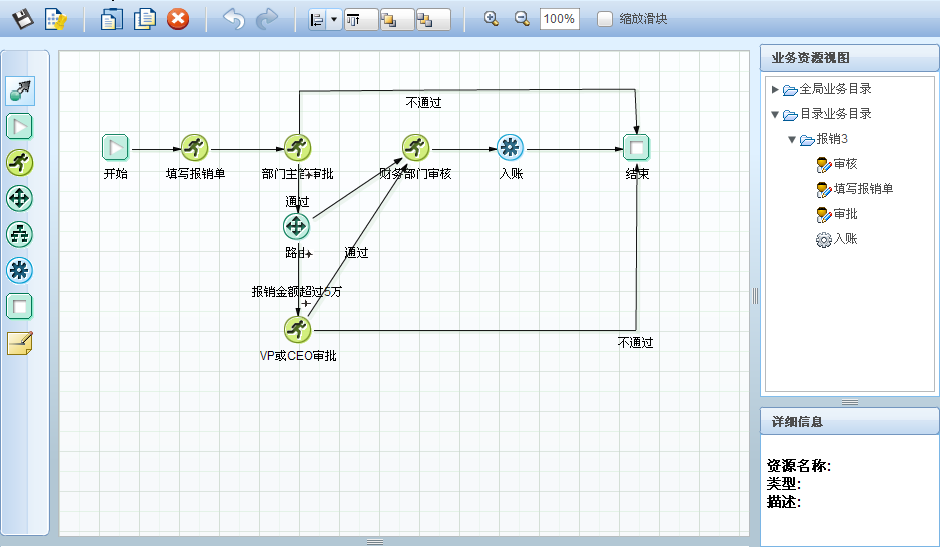 100%
缩放滑块
不通过
开始
填写报销单
部门主管审批
财务部门审核
入账
结束
通过
路由
通过
报销金额超过5万
VP或CEO审批
不通过
业务资源视图
全局业务目录
目录业务目录
报销3
审核
填写报销单
审批
入账
详细信息
资源名称:
类型:
描述: